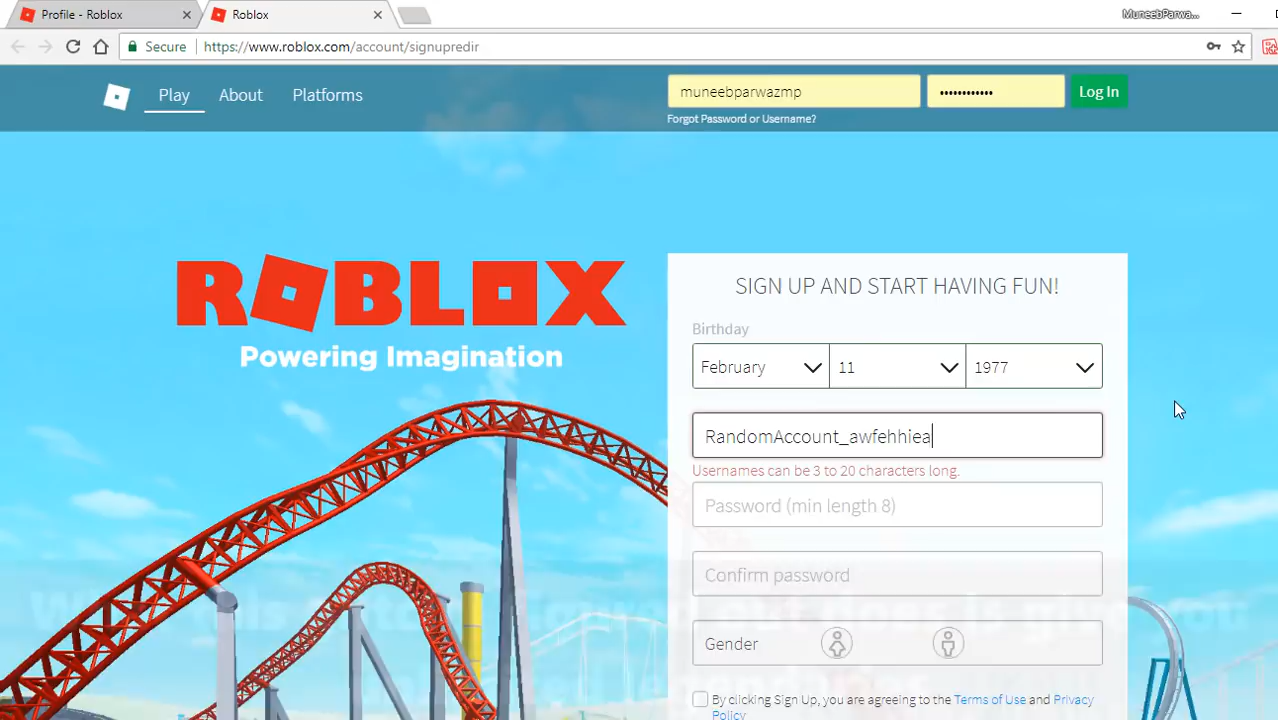 Profile - Roblox
Roblox
MuneebParwa...
Secure
https://www.roblox.com/account/signupredir
Play
About
Platforms
muneebparwazmp
••••••••••••
Log In
Forgot Password or Username?
ROBLOX
Powering Imagination
SIGN UP AND START HAVING FUN!
Birthday
February
11
1977
RandomAccount_awfehhiea
Usernames can be 3 to 20 characters long.
Password (min length 8)
Confirm password
Gender
By clicking Sign Up, you are agreeing to the Terms of Use and Privacy
Policy